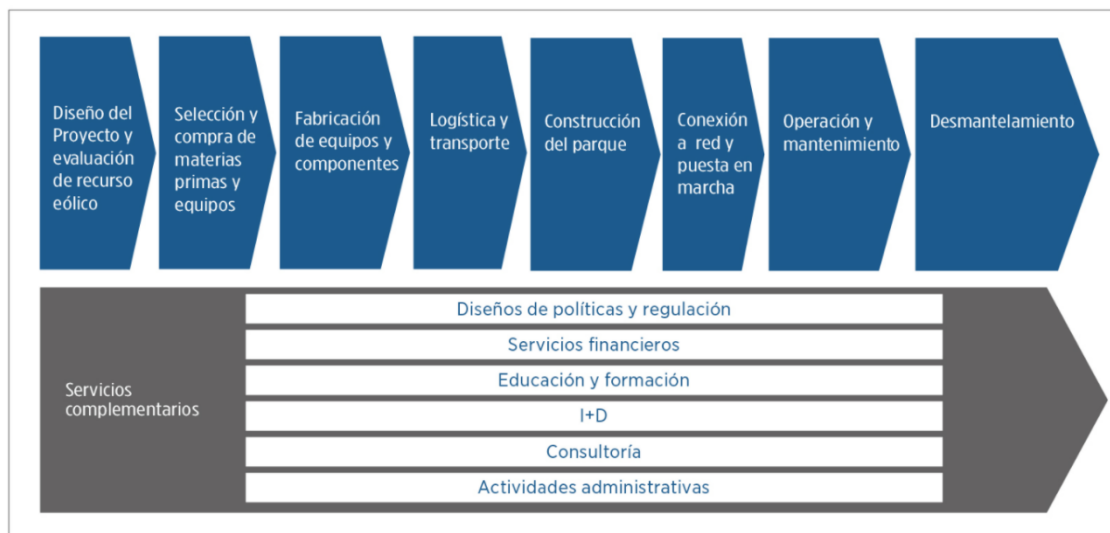 Diseño del
Proyecto y
evaluación
de recurso
eólico
Selección y
compra de
materias
primas y
equipos
Fabricación
de equipos y
componentes
Logística y
transporte
Construcción
del parque
Conexión
a red y
puesta en
marcha
Operación y
mantenimiento
Desmantelamiento
Servicios
complementarios
Diseños de políticas y regulación
Servicios financieros
Educación y formación
I+D
Consultoría
Actividades administrativas